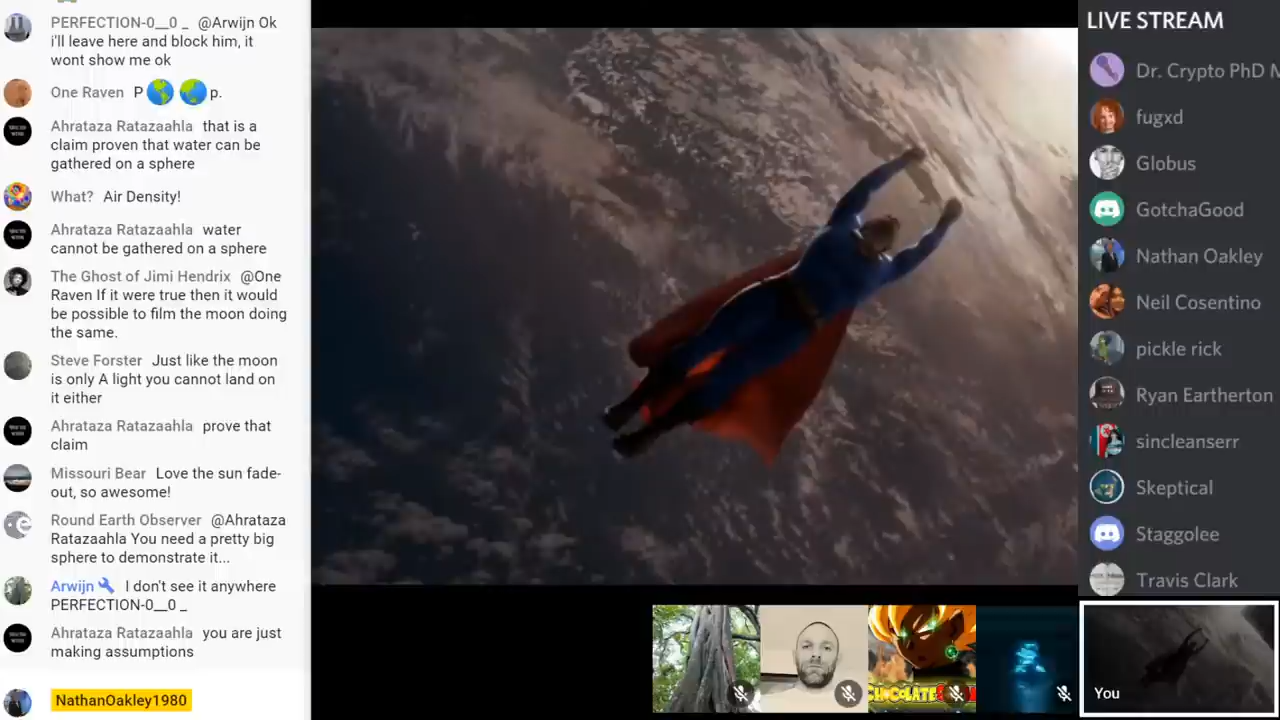 PERFECTION-0__0 _ @Arwijn Ok
i'll leave here and block him, it
wont show me ok
One Raven P 🌎 🌏 p.
Ahrataza Ratazaahla that is a
claim proven that water can be
gathered on a sphere
What? Air Density!
Ahrataza Ratazaahla water
cannot be gathered on a sphere
The Ghost of Jimi Hendrix @One
Raven If it were true then it would
be possible to film the moon doing
the same.
Steve Forster Just like the moon
is only A light you cannot land on
it either
Ahrataza Ratazaahla prove that
claim
Missouri Bear Love the sun fade-
out, so awesome!
Round Earth Observer @Ahrataza
Ratazaahla You need a pretty big
sphere to demonstrate it...
Arwijn I don't see it anywhere
PERFECTION-0__0 _
Ahrataza Ratazaahla you are just
making assumptions
NathanOakley1980
LIVE STREAM
Dr. Crypto PhD M
fugxd
Globus
GotchaGood
Nathan Oakley
Neil Cosentino
pickle rick
Ryan Eartherton
sincleanserr
Skeptical
Staggolee
Travis Clark
You